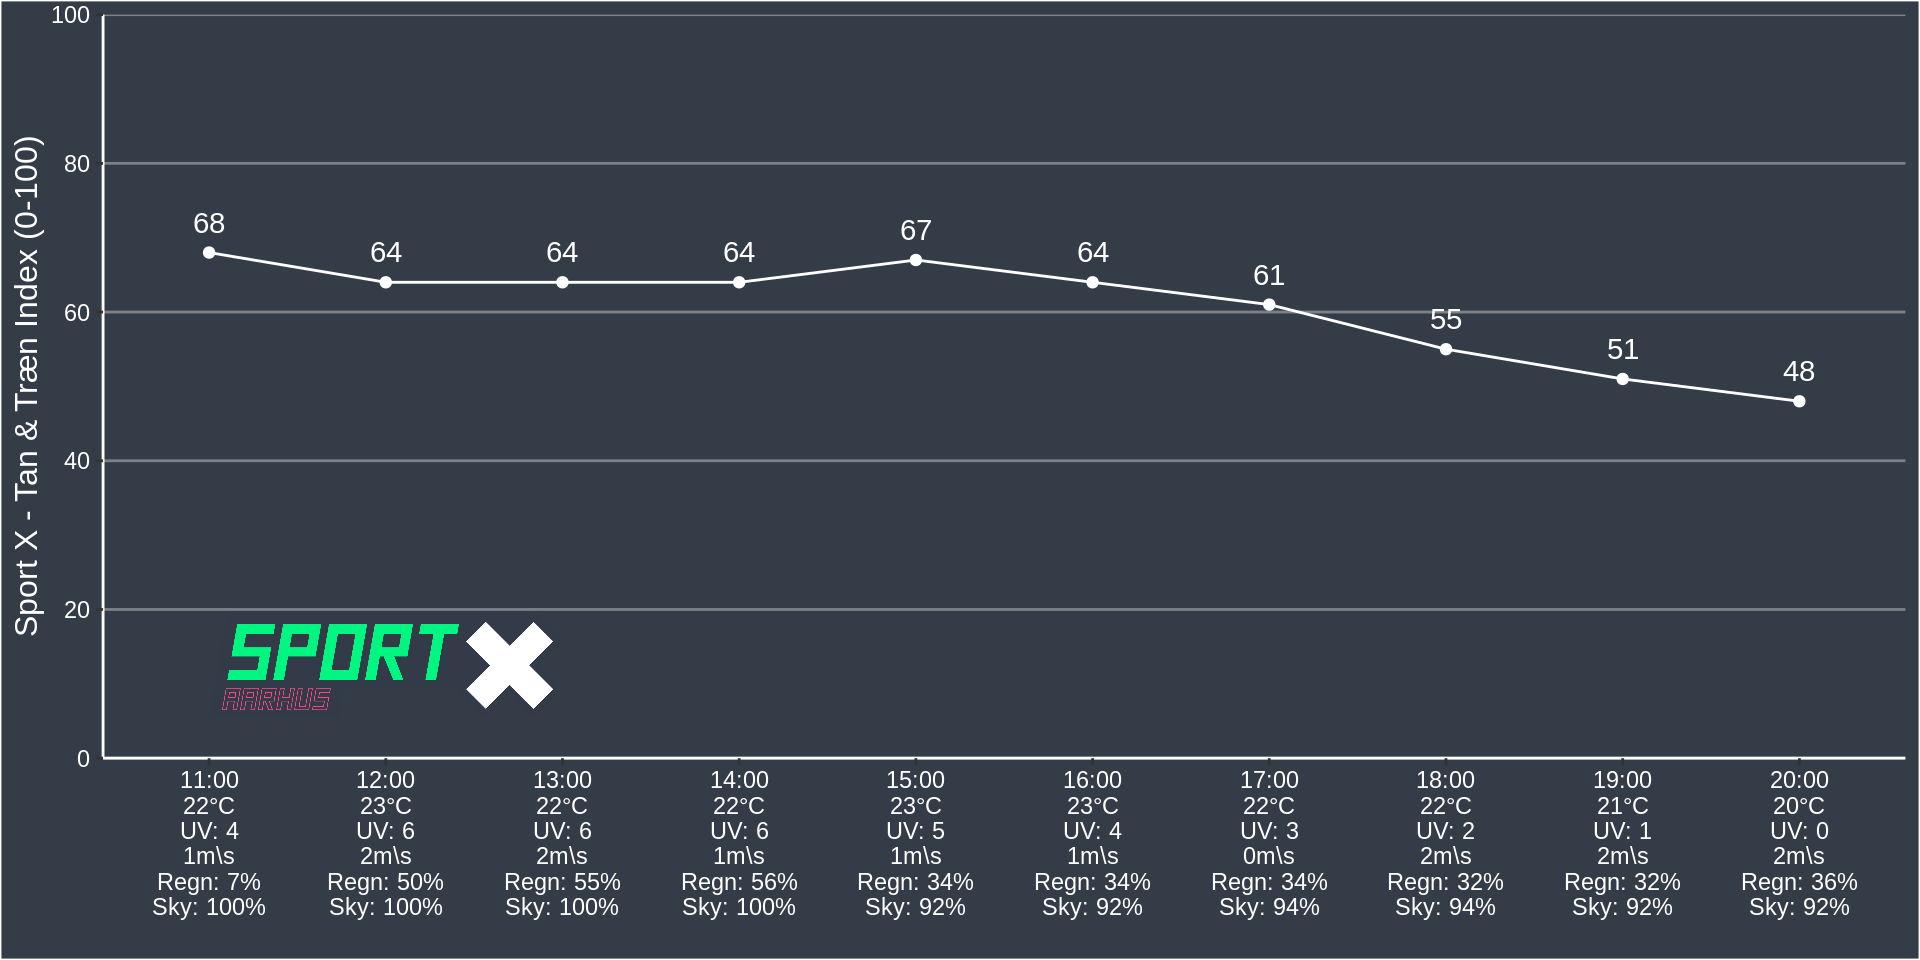 Sport X - Tan & Træn Index (0-100)
100
80
60
40
20
0
68
64
64
64
67
64
61
55
51
48
SPORT X
AARHUS
11:00 12:00 13:00 14:00 15:00 16:00 17:00 18:00 19:00 20:00
22°C 23°C 22°C 22°C 23°C 23°C 22°C 22°C 21°C 20°C
UV: 4 UV: 6 UV: 6 UV: 6 UV: 5 UV: 4 UV: 3 UV: 2 UV: 1 UV: 0
1m\s 2m\s 2m\s 1m\s 1m\s 1m\s 0m\s 2m\s 2m\s 2m\s
Regn: 7% Regn: 50% Regn: 55% Regn: 56% Regn: 34% Regn: 34% Regn: 34% Regn: 32% Regn: 32% Regn: 36%
Sky: 100% Sky: 100% Sky: 100% Sky: 100% Sky: 92% Sky: 92% Sky: 94% Sky: 94% Sky: 92% Sky: 92%